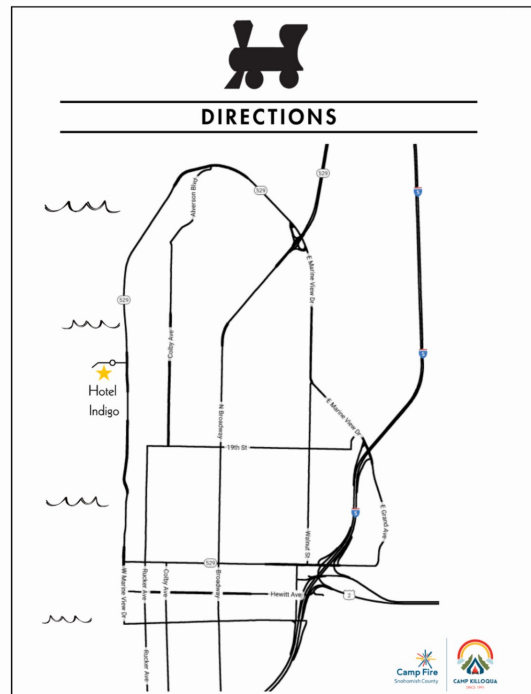 DIRECTIONS
529
5
Alverson Blvd
529
529
E Marine View Dr
Colby Ave
5
Hotel
Indigo
N Broadway
E Marine View Dr
19th St
5
E Grand Ave
Walnut St
529
W Marine View Dr
Rucker Ave
Colby Ave
Broadway
Hewitt Ave
2
Rucker Ave
Camp Fire
Snohomish County
CAMP KILLOQUA
SINCE 1941